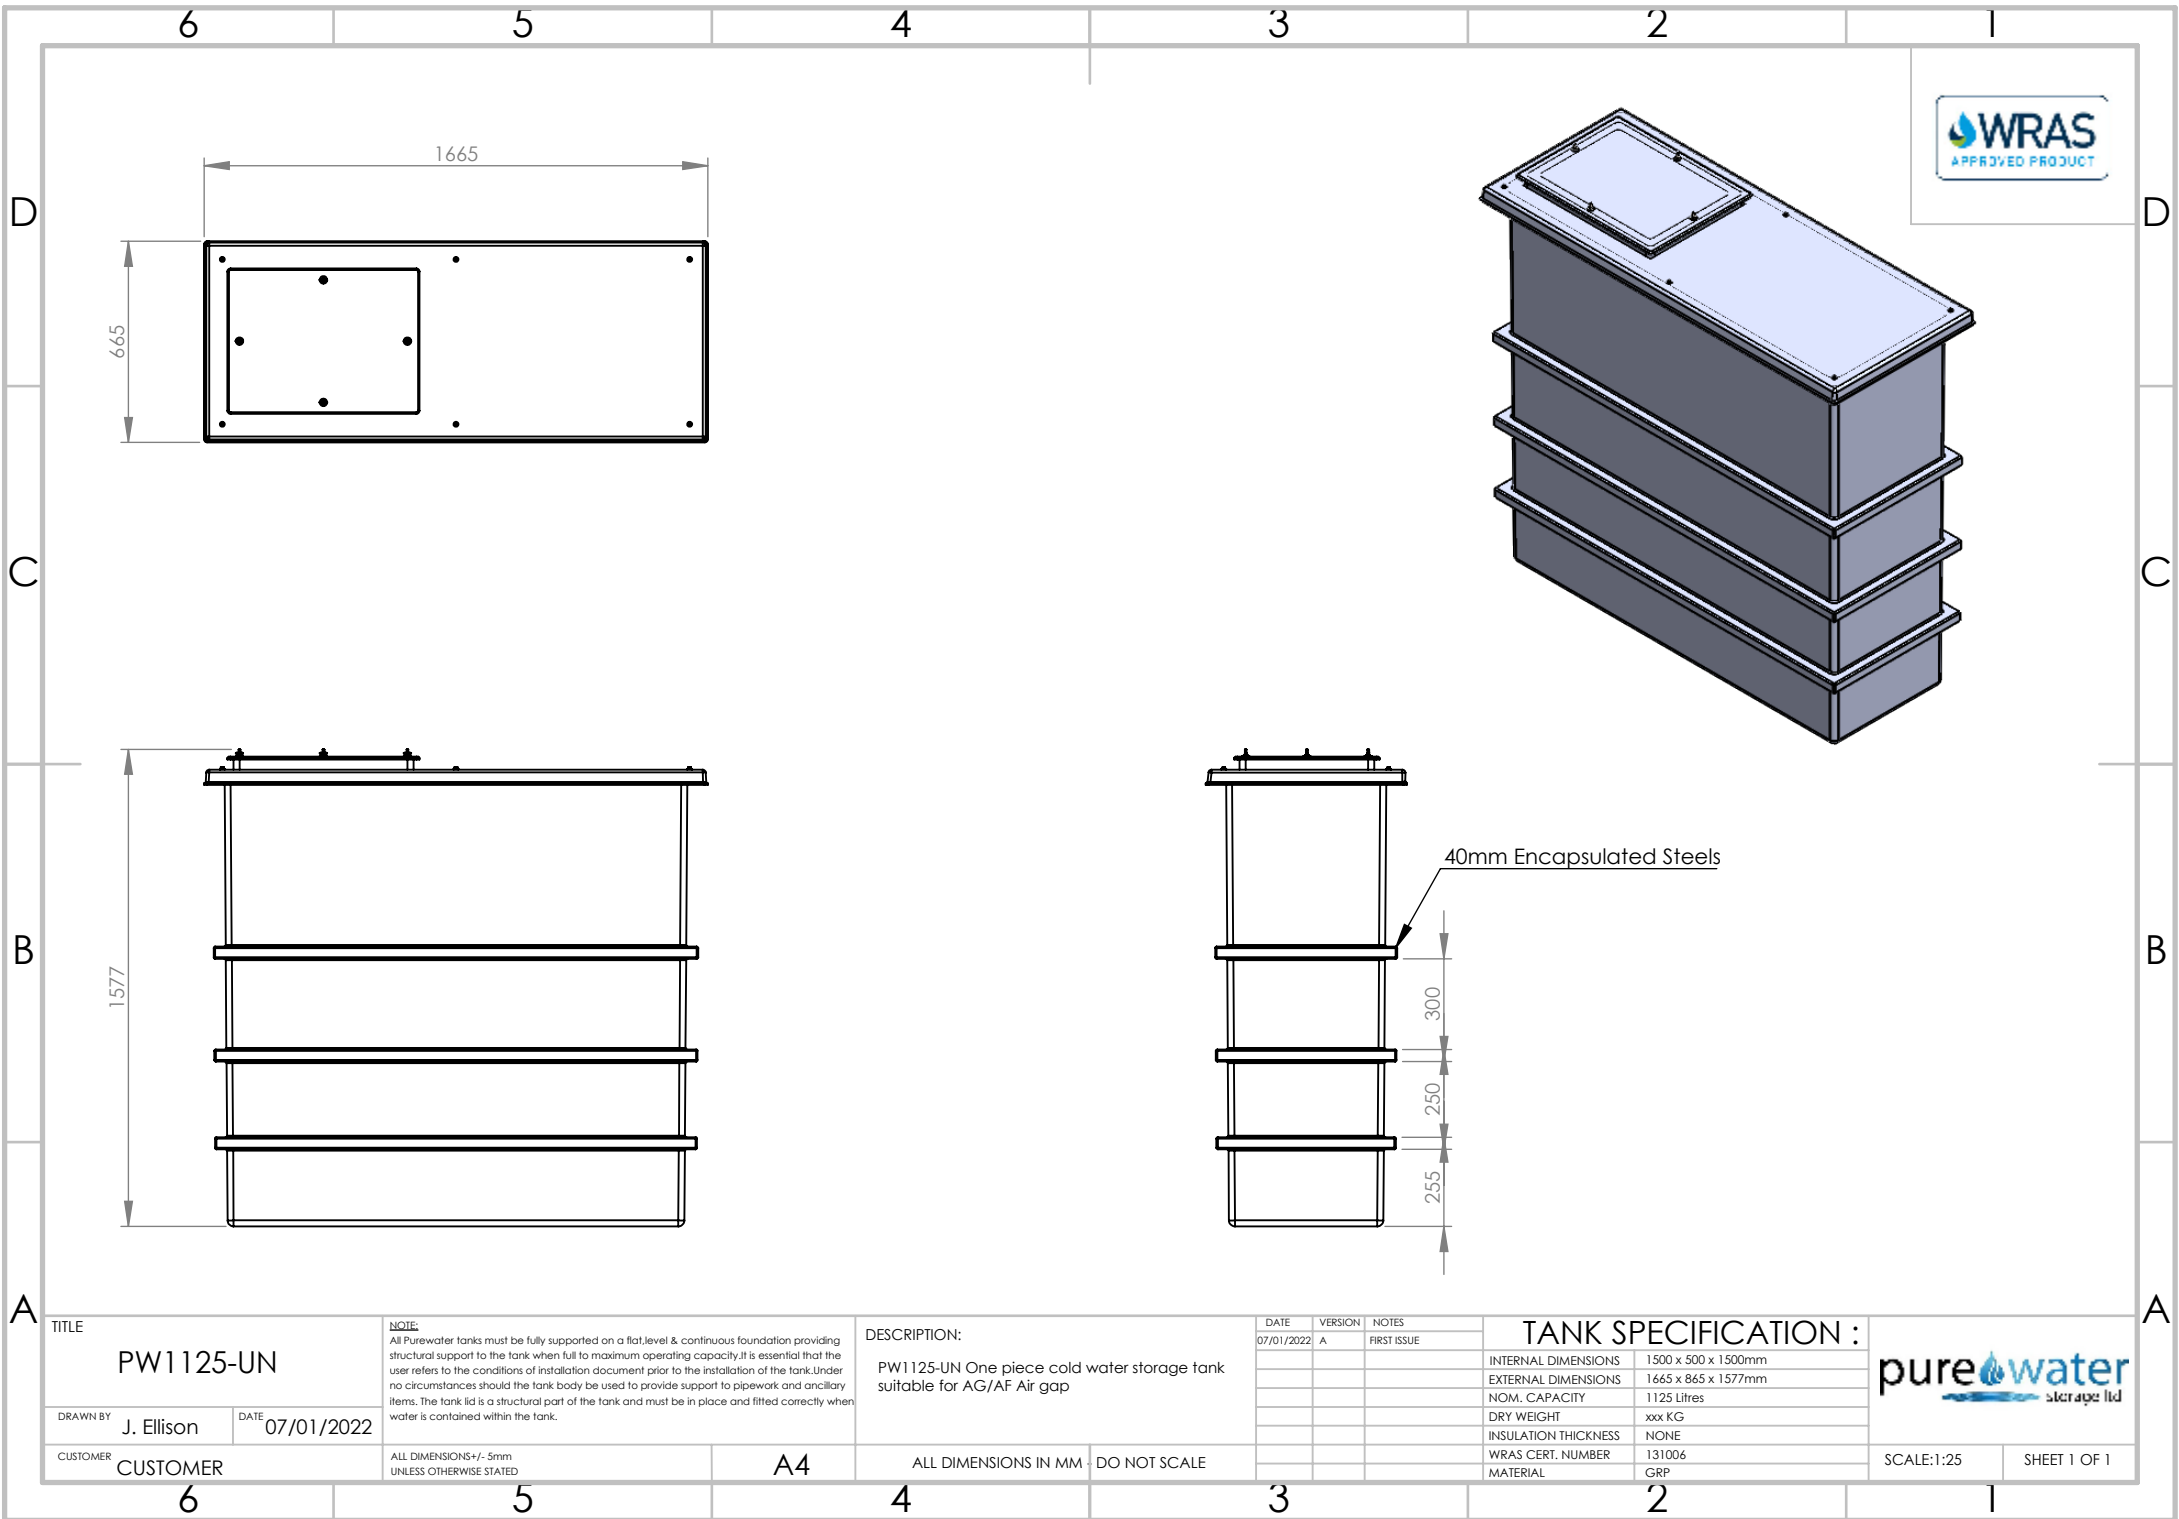 6 5 4 3 2 1
D D
C C
B B
A A
WRAS
APPROVED PRODUCT
1665
665
1577
40mm Encapsulated Steels
300
250
255
TITLE
PW1125-UN
DRAWN BY J. Ellison
DATE 07/01/2022
CUSTOMER CUSTOMER
NOTE:
All Purewater tanks must be fully supported on a flat,level & continuous foundation providing
structural support to the tank when full to maximum operating capacity.It is essential that the
user refers to the conditions of installation document prior to the installation of the tank.Under
no circumstances should the tank body be used to provide support to pipework and ancillary
items. The tank lid is a structural part of the tank and must be in place and fitted correctly when
water is contained within the tank.
ALL DIMENSIONS+/- 5mm
UNLESS OTHERWISE STATED
A4
DESCRIPTION:
PW1125-UN One piece cold water storage tank
suitable for AG/AF Air gap
ALL DIMENSIONS IN MM - DO NOT SCALE
DATE VERSION NOTES
07/01/2022 A FIRST ISSUE
TANK SPECIFICATION :
INTERNAL DIMENSIONS 1500 x 500 x 1500mm
EXTERNAL DIMENSIONS 1665 x 865 x 1577mm
NOM. CAPACITY 1125 Litres
DRY WEIGHT xxx KG
INSULATION THICKNESS NONE
WRAS CERT. NUMBER 131006
MATERIAL GRP
pure water
storage ltd
SCALE:1:25
SHEET 1 OF 1
6 5 4 3 2 1